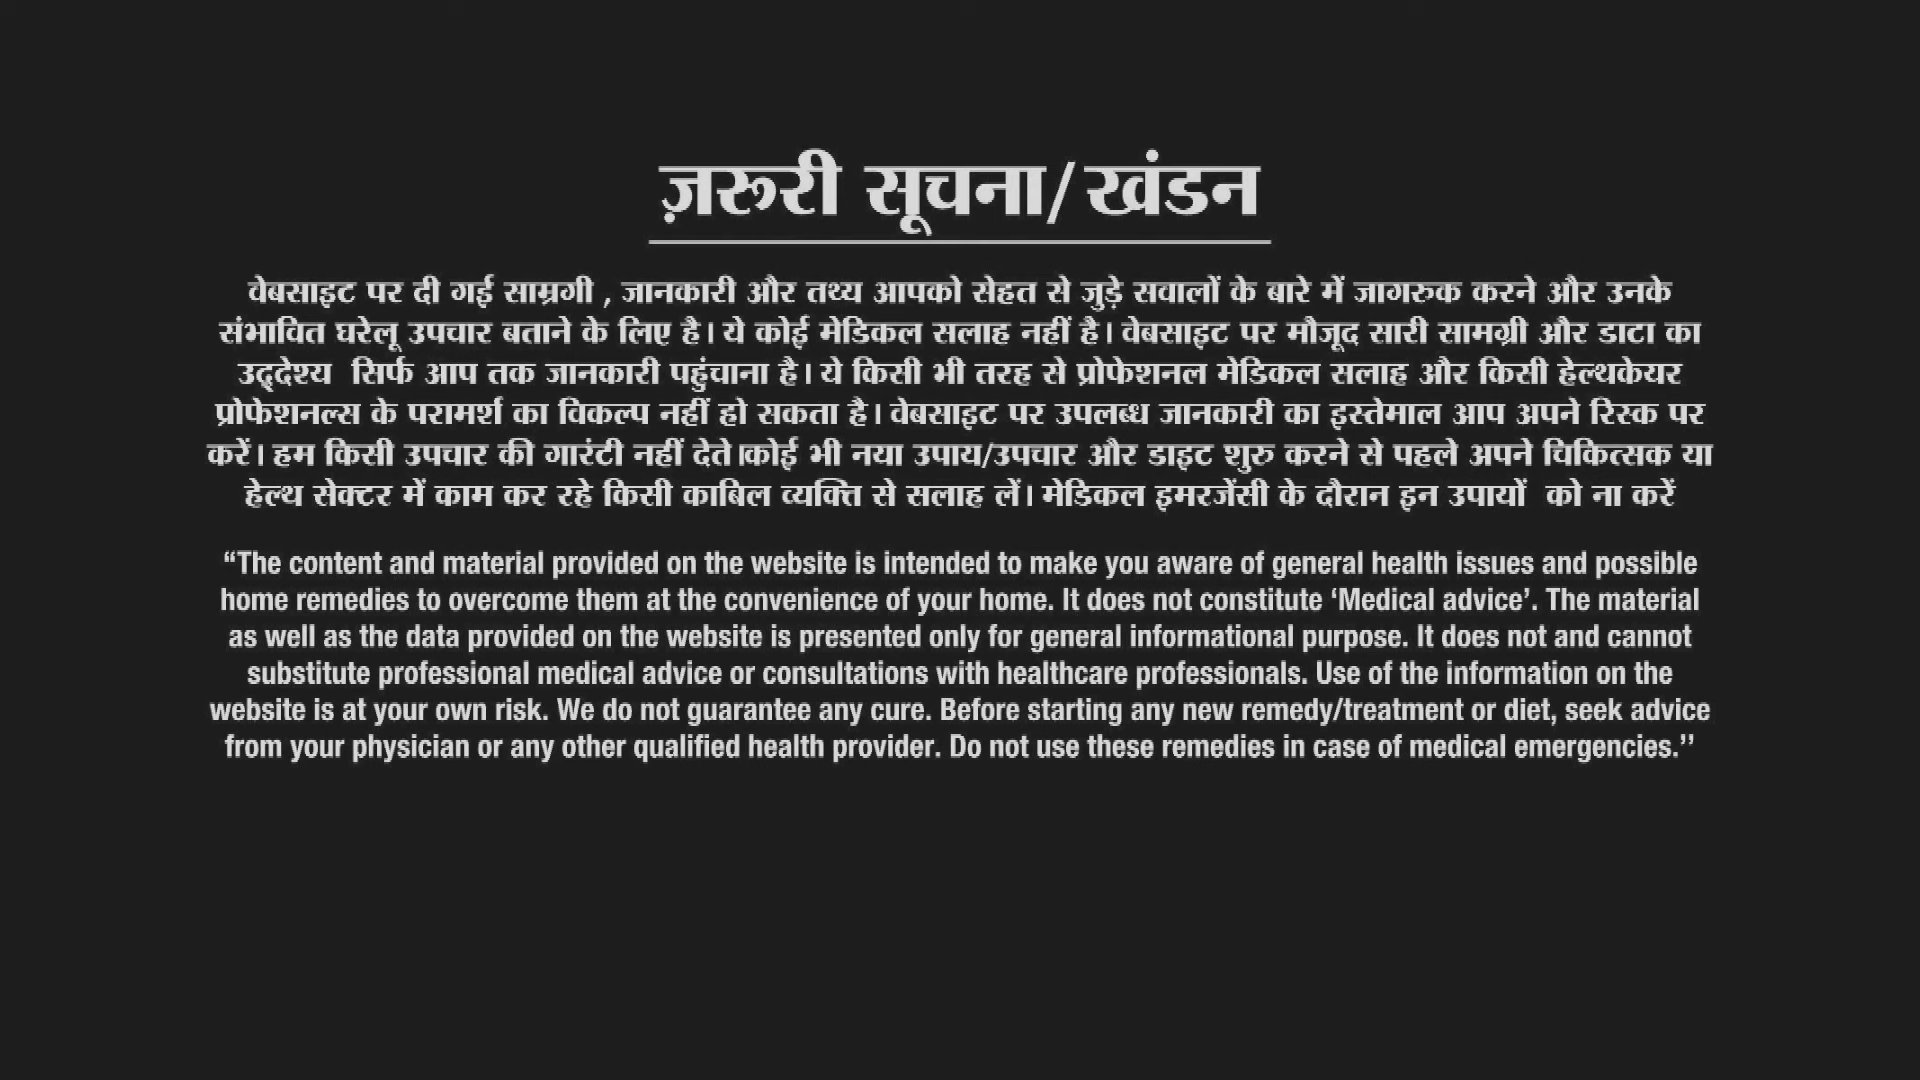 ज़रूरी सूचना/खंडन
वेबसाइट पर दी गई साम्रगी , जानकारी और तथ्य आपको सेहत से जुड़े सवालों के बारे में जागरुक करने और उनके
संभावित घरेलू उपचार बताने के लिए है। ये कोई मेडिकल सलाह नहीं है। वेबसाइट पर मौजूद सारी सामग्री और डाटा का
उद्देश्य सिर्फ आप तक जानकारी पहुंचाना है। ये किसी भी तरह से प्रोफेशनल मेडिकल सलाह और किसी हेल्थकेयर
प्रोफेशनल्स के परामर्श का विकल्प नहीं हो सकता है। वेबसाइट पर उपलब्ध जानकारी का इस्तेमाल आप अपने रिस्क पर
करें। हम किसी उपचार की गारंटी नहीं देते।कोई भी नया उपाय/उपचार और डाइट शुरु करने से पहले अपने चिकित्सक या
हेल्थ सेक्टर में काम कर रहे किसी काबिल व्यक्ति से सलाह लें। मेडिकल इमरजेंसी के दौरान इन उपायों को ना करें
“The content and material provided on the website is intended to make you aware of general health issues and possible
home remedies to overcome them at the convenience of your home. It does not constitute ‘Medical advice’. The material
as well as the data provided on the website is presented only for general informational purpose. It does not and cannot
substitute professional medical advice or consultations with healthcare professionals. Use of the information on the
website is at your own risk. We do not guarantee any cure. Before starting any new remedy/treatment or diet, seek advice
from your physician or any other qualified health provider. Do not use these remedies in case of medical emergencies.’’